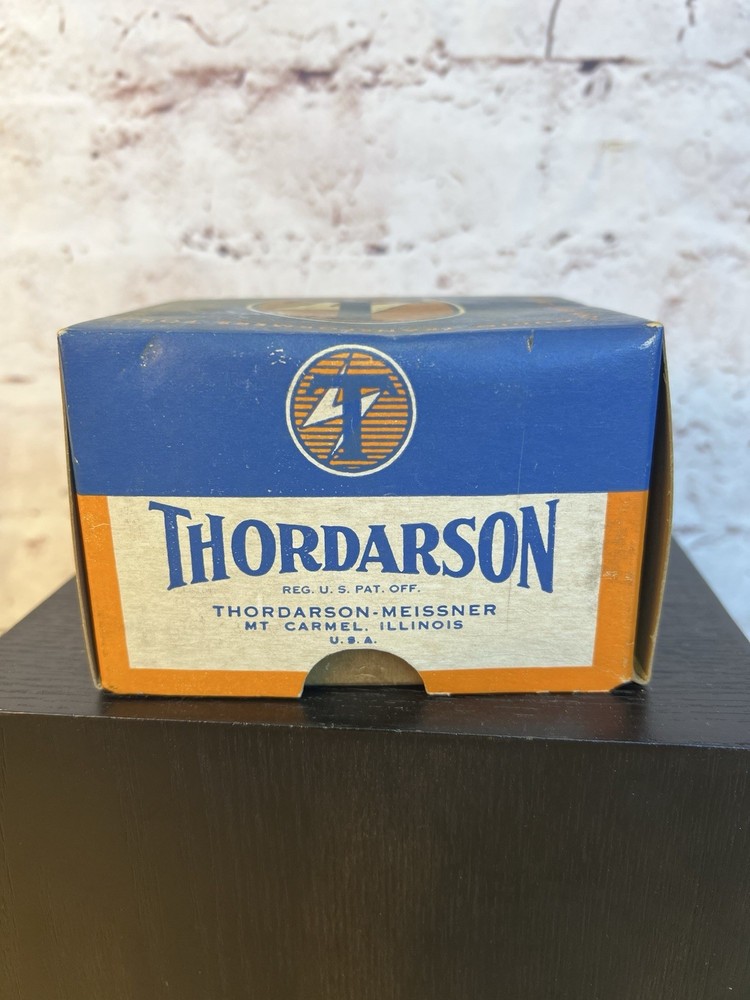 T
THORDARSON
REG. U. S. PAT. OFF.
THORDARSON-MEISSNER
MT CARMEL, ILLINOIS
U.S.A.